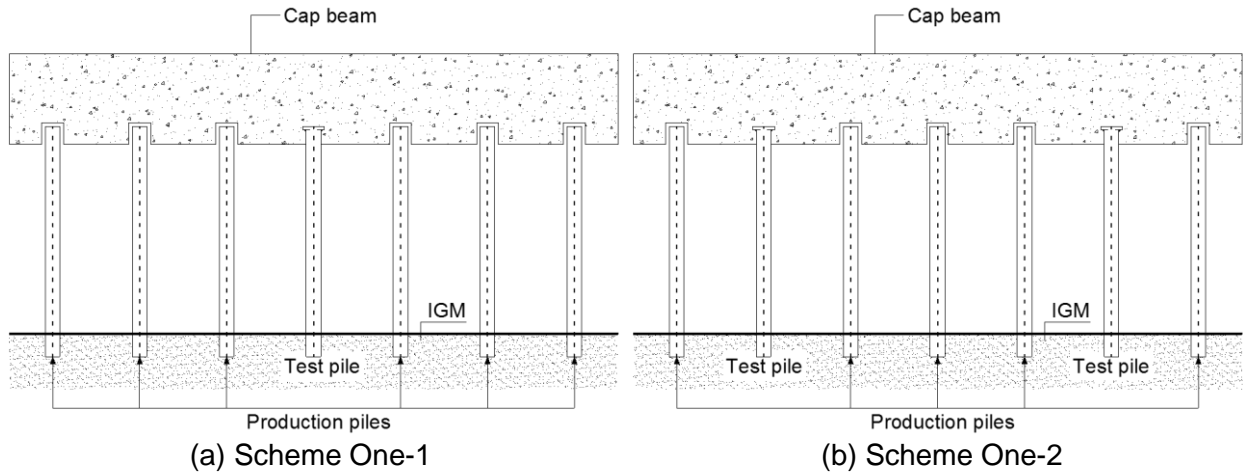 Cap beam
IGM
Test pile
Production piles
(a) Scheme One-1
Cap beam
IGM
Test pile
Test pile
Production piles
(b) Scheme One-2